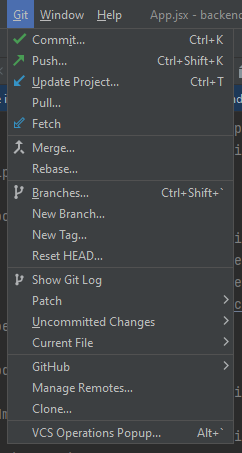 Git Window Help App.jsx - backen
Commit... Ctrl+K
Push... Ctrl+Shift+K
Update Project... Ctrl+T
Pull...
Fetch
Merge...
Rebase...
Branches... Ctrl+Shift+`
New Branch...
New Tag...
Reset HEAD...
Show Git Log
Patch
Uncommitted Changes
Current File
GitHub
Manage Remotes...
Clone...
VCS Operations Popup... Alt+`